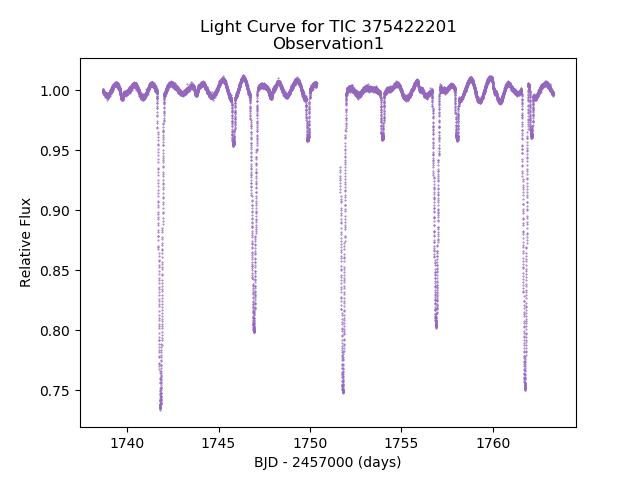 Light Curve for TIC 375422201
Observation1
1.00
0.95
0.90
0.85
0.80
0.75
Relative Flux
1740
1745
1750
1755
1760
BJD - 2457000 (days)